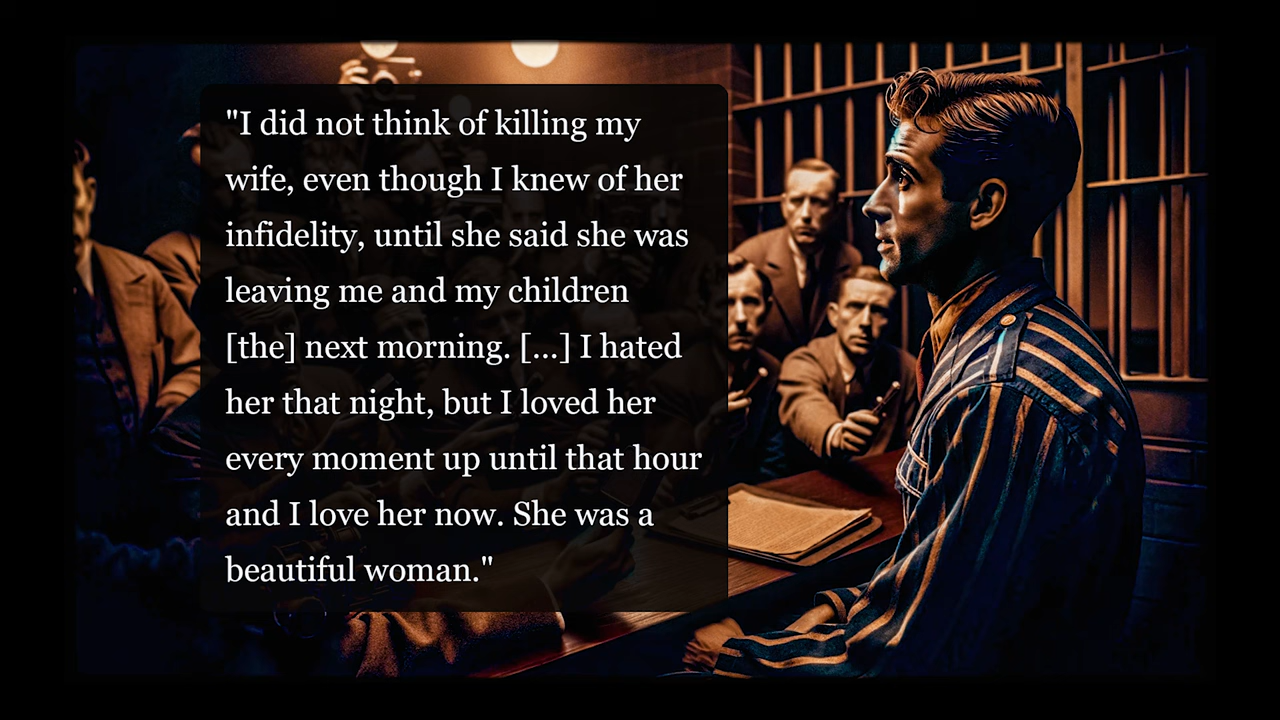 "I did not think of killing my
wife, even though I knew of her
infidelity, until she said she was
leaving me and my children
[the] next morning. [...] I hated
her that night, but I loved her
every moment up until that hour
and I love her now. She was a
beautiful woman."